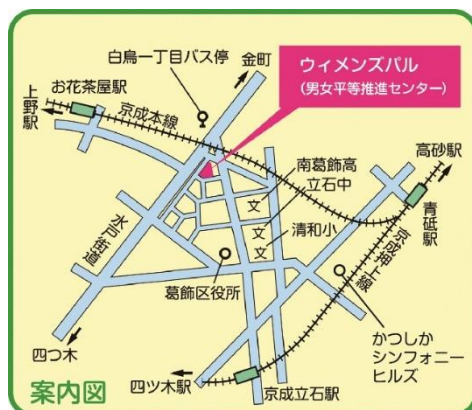 白鳥一丁目バス停
金町
ウィメンズパル
(男女平等推進センター)
お花茶屋駅
上野駅
京成本線
高砂駅
南葛飾高
立石中
文
文
清和小
文
青砥駅
水戸街道
京成押上線
葛飾区役所
かつしか
シンフォニー
ヒルズ
四つ木
四ツ木駅
京成立石駅
案内図